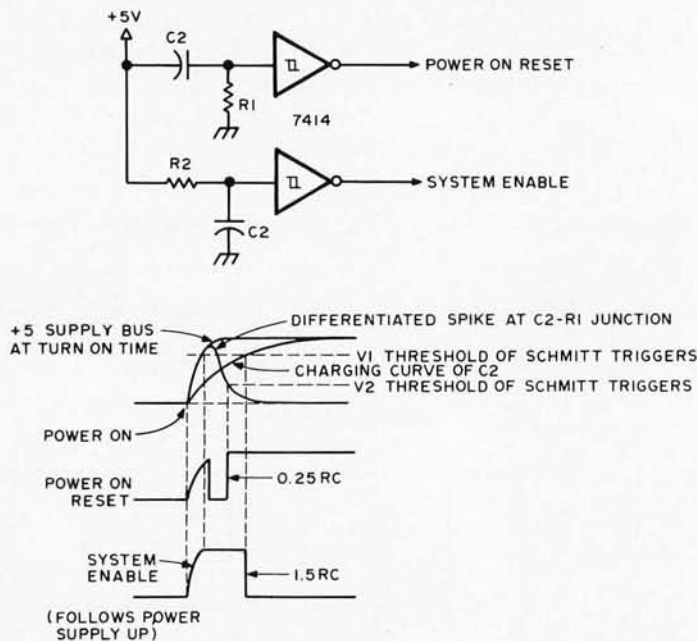 +5V
C2
POWER ON RESET
R1
7414
R2
SYSTEM ENABLE
C2
DIFFERENTIATED SPIKE AT C2-R1 JUNCTION
+5 SUPPLY BUS
AT TURN ON TIME
V1 THRESHOLD OF SCHMITT TRIGGERS
CHARGING CURVE OF C2
V2 THRESHOLD OF SCHMITT TRIGGERS
POWER ON
POWER ON
RESET
0.25RC
SYSTEM
ENABLE
1.5RC
(FOLLOWS POWER
SUPPLY UP)